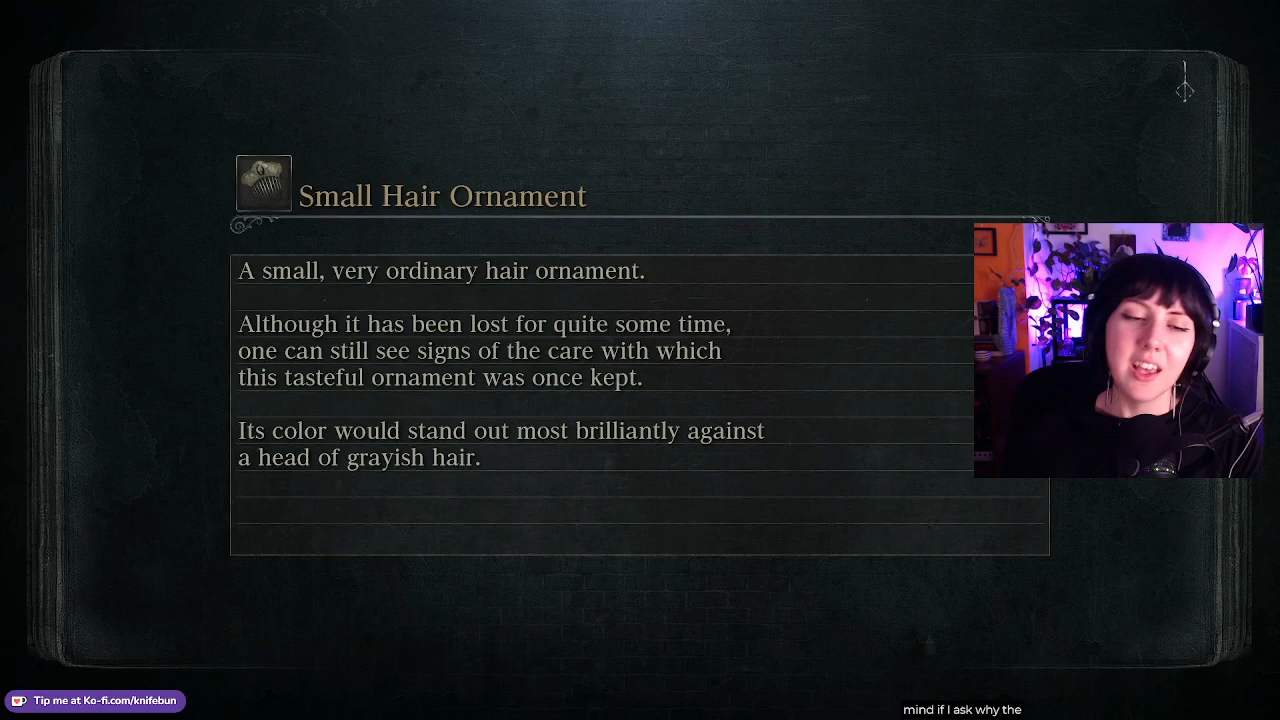 Small Hair Ornament
A small, very ordinary hair ornament.
Although it has been lost for quite some time,
one can still see signs of the care with which
this tasteful ornament was once kept.
Its color would stand out most brilliantly against
a head of grayish hair.
Tip me at Ko-fi.com/knifebun
mind if I ask why the